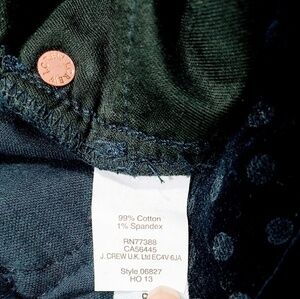 99% Cotton
1% Spandex
RN77388
CA56445
J. CREW U.K. Ltd EC4V 6JA
Style 06827
HO 13